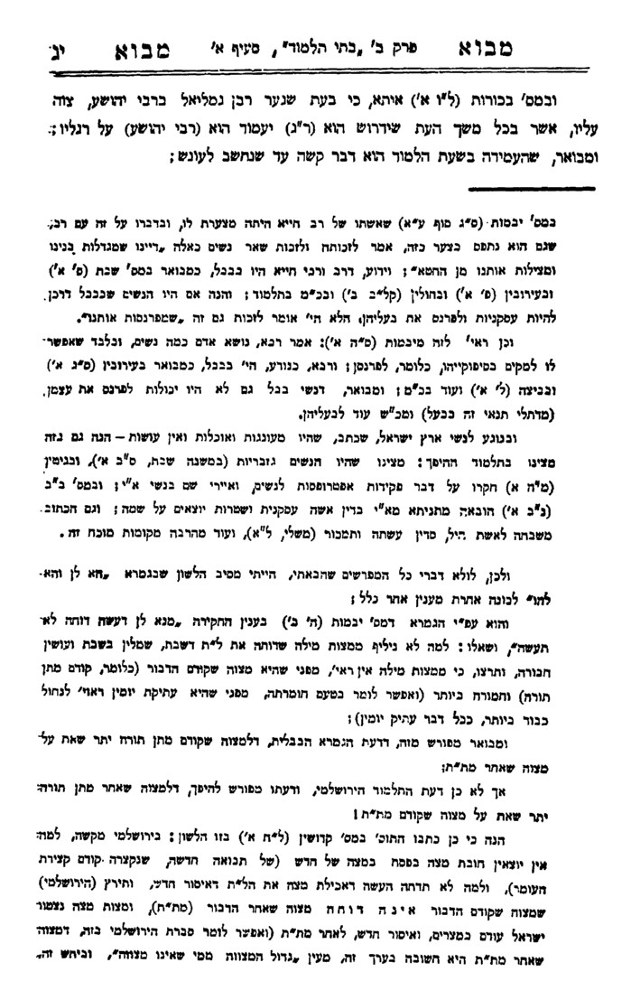 מבוא פרק ב' „בתי הלמוד", סעיף א' מבוא יג
ובמס' בכורות (ל"ו א') איתא, כי בעת שנער רבן גמליאל ברבי יהושע, צוה
עליו, אשר בכל משך העת שידרוש הוא (ר"ג) יעמוד הוא (רבי יהושע) על רגליו;
ומבואר, שהעמידה בשעת הלמוד הוא דבר קשה עד שנחשב לעונש;
במס' יבמות (ס"ג סוף ע"א) שאשתו של רב חייא היתה מצערת לו, ובדברו על זה עם רב,
שגם הוא נתפס בצער כזה, אמר לזכותה ולזכות שאר נשים כאלה „דיינו שמגדלות בנינו
ומצילות אותנו מן החטא"; וידוע, דרב ורבי חייא היו בבבל, כמבואר במס' שבת (ס' א')
ובעירובין (פ' א') ובחולין (קל"ב ב') ובכ"מ בתלמוד; והנה אם היו הנשים שבבבל דרכן
להיות עסקניות ולפרנס את בעליהן, הלא הי' אומר לזכות גם זה „שמפרנסות אותנו".
וכן ראי' לזה מיבמות (ס"ה א'): אמר רבא, נושא אדם כמה נשים, ובלבד שאפשר
לו למקים בסיפוקייהו, כלומר, לפרנסן; ורבא, כנודע, הי' בבבל, כמבואר בעירובין (ס"ג א')
ובביצה (ל' א') ועוד בכ"מ; ומבואר, דנשי בבל גם לא היו יכולות לפרנס את עצמן
(מדתלי תנאי זה בבעל) ומכ"ש עוד לבעליהן.
ובנוגע לנשי ארץ ישראל, שכתב, שהיו מעונגות ואוכלות ואין עושות – הנה גם בזה
מצינו בתלמוד ההיפך: מצינו שהיו הנשים גזבריות (במשנה שבת, ס"ב א'), ובגיטין
(מ"ה א) חקרו על דבר פקידות אפטרופסות לנשים, ואיירי שם בנשי א"י; ובמס' ב"ב
(נ"ב א') הובאה מתניתא מא"י בדין אשה עסקנית ושטרות יוצאים על שמה; וגם הכתוב
משבחה לאשת חיל, סדין עשתה ותמכור (משלי, ל"א), ועוד מהרבה מקומות מוכח זה.
ולכן, לולא דברי כל המפרשים שהבאתי, הייתי מסיב הלשון שבגמרא „הא לן והא
להו" לכונה אחרת מענין אחר כלל;
והוא עפ"י הגמרא דמס' יבמות (ה' ב') בענין החקירה „מנא לן דעשה דוחה לא
תעשה", ושאלו: למה לא ניליף ממצות מילה שדוחה את ל"ת דשבת, שמלין בשבת ועושין
חבורה, ותרצו, כי ממצות מילה אין ראי', מפני שהיא מצוה שקודם הדבור (כלומר, קודם מתן
תורה) וחמורה ביותר (ואפשר לומר בטעם חומרתה, מפני שהיא עתיקת יומין ראוי' לנחול
כבור ביותר, ככל דבר עתיק יומין);
ומבואר מפורש מזה, דדעת הגמרא הבבלית, דלמצוה שקודם מתן תורה יתר שאת על
מצוה שאחר מת"ת;
אך לא כן דעת התלמוד הירושלמי, ודעתו מפורש להיפך, דלמצוה שאחר מתן תורה
יתר שאת על מצוה שקודם מת"ת!
הנה כי כן כתבו התוס' במס' קדושין (ל"ח א') בזו הלשון: בירושלמי מקשה, למה
אין יוצאין חובת מצה בפסח במצה של חדש (של תבואה חדשה, שנקצרה קודם קצירת
העומר), ולמה לא תדחה העשה דאכילת מצה את הל"ת דאיסור חדש, ותירץ (הירושלמי)
שמצוה שקודם הדבור אינה דוחה מצוה שאחר הדבור (מת"ת), ומצות מצה נצטוו
ישראל עודם במצרים, ואיסור חדש, לאחר מת"ת (ואפשר לומר סברת הירושלמי בזה, דמצוה
שאחר מת"ת היא חשובה בערך זה, מעין „גדול המצווה ממי שאינו מצווה", וביחש זה,